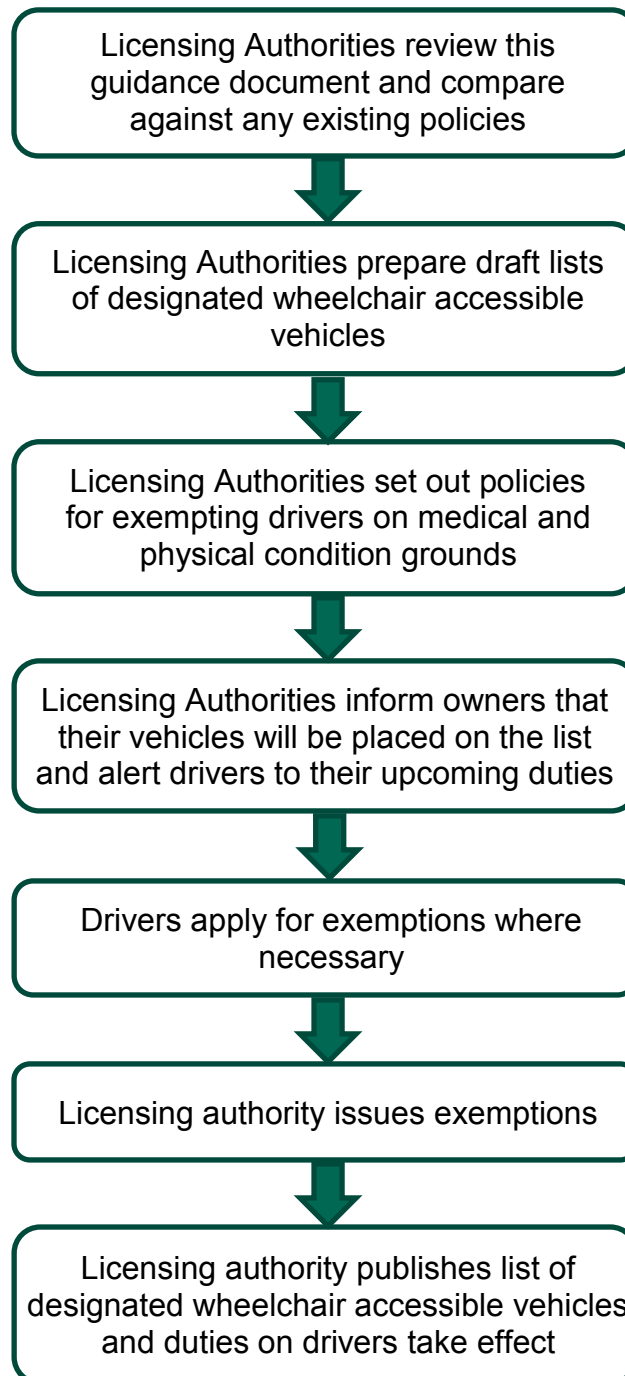 Licensing Authorities review this
guidance document and compare
against any existing policies
Licensing Authorities prepare draft lists
of designated wheelchair accessible
vehicles
Licensing Authorities set out policies
for exempting drivers on medical and
physical condition grounds
Licensing Authorities inform owners that
their vehicles will be placed on the list
and alert drivers to their upcoming duties
Drivers apply for exemptions where
necessary
Licensing authority issues exemptions
Licensing authority publishes list of
designated wheelchair accessible vehicles
and duties on drivers take effect